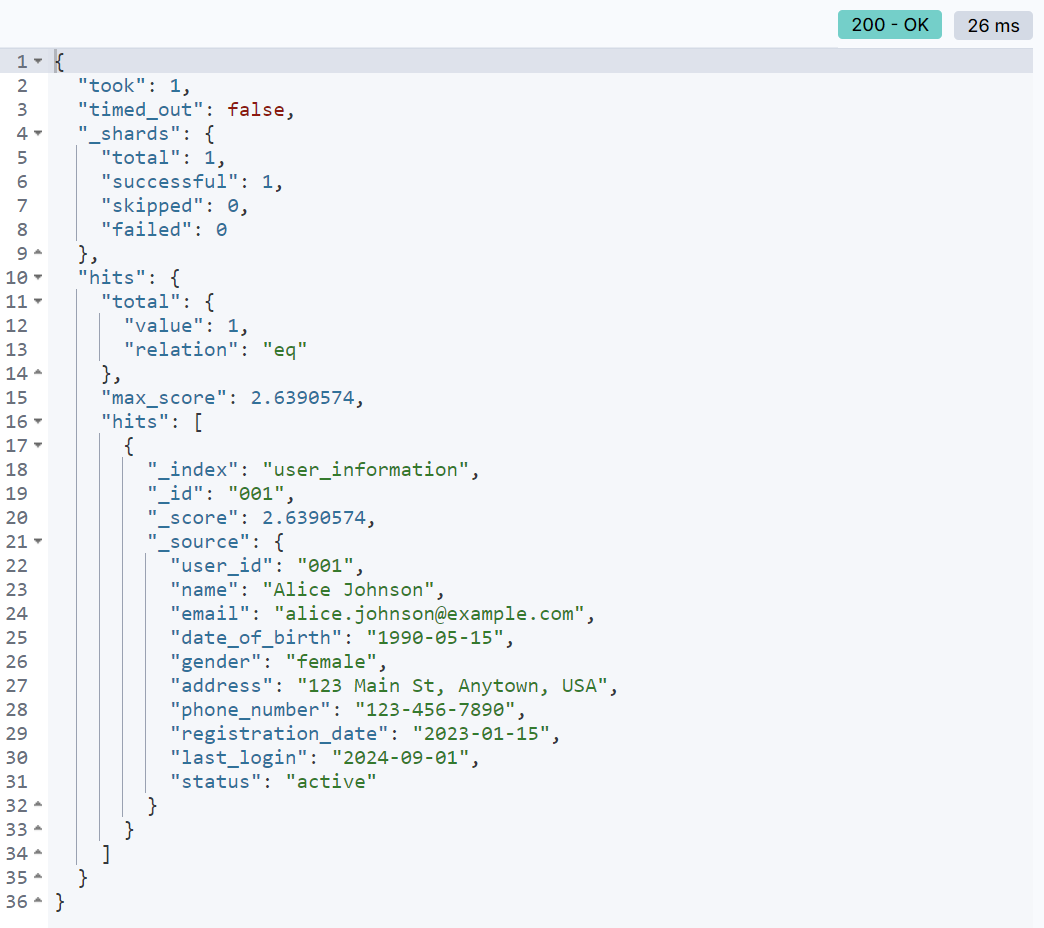 200 - OK 26 ms
1 {
2 "took": 1,
3 "timed_out": false,
4 "_shards": {
5 "total": 1,
6 "successful": 1,
7 "skipped": 0,
8 "failed": 0
9 },
10 "hits": {
11 "total": {
12 "value": 1,
13 "relation": "eq"
14 },
15 "max_score": 2.6390574,
16 "hits": [
17 {
18 "_index": "user_information",
19 "_id": "001",
20 "_score": 2.6390574,
21 "_source": {
22 "user_id": "001",
23 "name": "Alice Johnson",
24 "email": "alice.johnson@example.com",
25 "date_of_birth": "1990-05-15",
26 "gender": "female",
27 "address": "123 Main St, Anytown, USA",
28 "phone_number": "123-456-7890",
29 "registration_date": "2023-01-15",
30 "last_login": "2024-09-01",
31 "status": "active"
32 }
33 }
34 ]
35 }
36 }